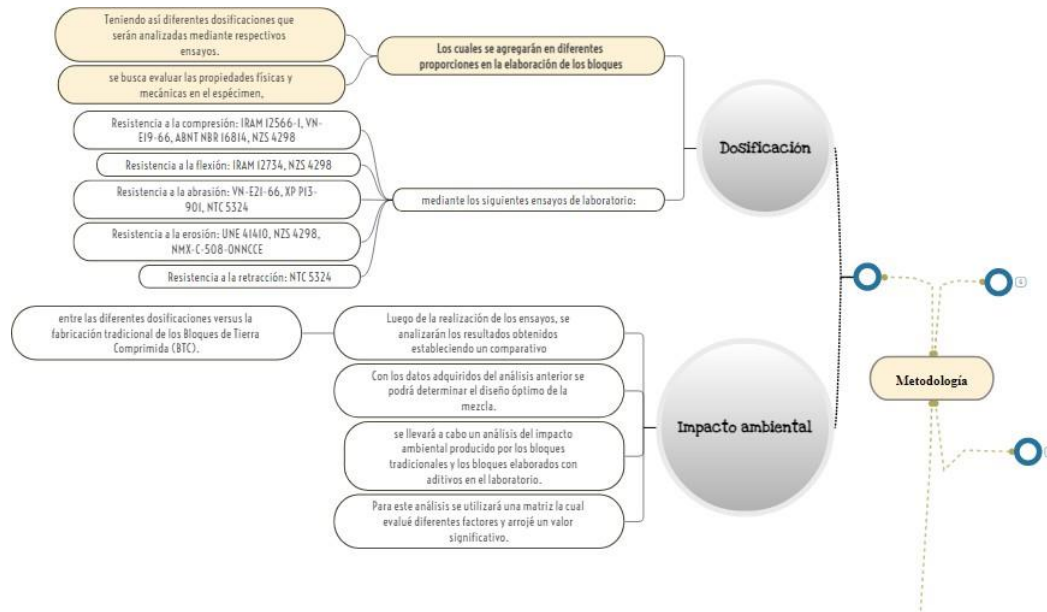 Teniendo así diferentes dosificaciones que
serán analizadas mediante respectivos
ensayos.
se busca evaluar las propiedades físicas y
mecánicas en el espécimen,
Los cuales se agregarán en diferentes
proporciones en la elaboración de los bloques
Resistencia a la compresión: IRAM 12566-1, VN-
E19-66, ABNT NBR 16814, NZS 4298
Resistencia a la flexión: IRAM 12734, NZS 4298
Resistencia a la abrasión: VN-E21-66, XP P13-
901, NTC 5324
Resistencia a la erosión: UNE 41410, NZS 4298,
NMX-C-508-ONNCCE
Resistencia a la retracción: NTC 5324
mediante los siguientes ensayos de laboratorio:
Dosificación
entre las diferentes dosificaciones versus la
fabricación tradicional de los Bloques de Tierra
Comprimida (BTC).
Luego de la realización de los ensayos, se
analizarán los resultados obtenidos
estableciendo un comparativo
Con los datos adquiridos del análisis anterior se
podrá determinar el diseño óptimo de la
mezcla.
se llevará a cabo un análisis del impacto
ambiental producido por los bloques
tradicionales y los bloques elaborados con
aditivos en el laboratorio.
Para este análisis se utilizará una matriz la cual
evalué diferentes factores y arrojé un valor
significativo.
Impacto ambiental
Metodología